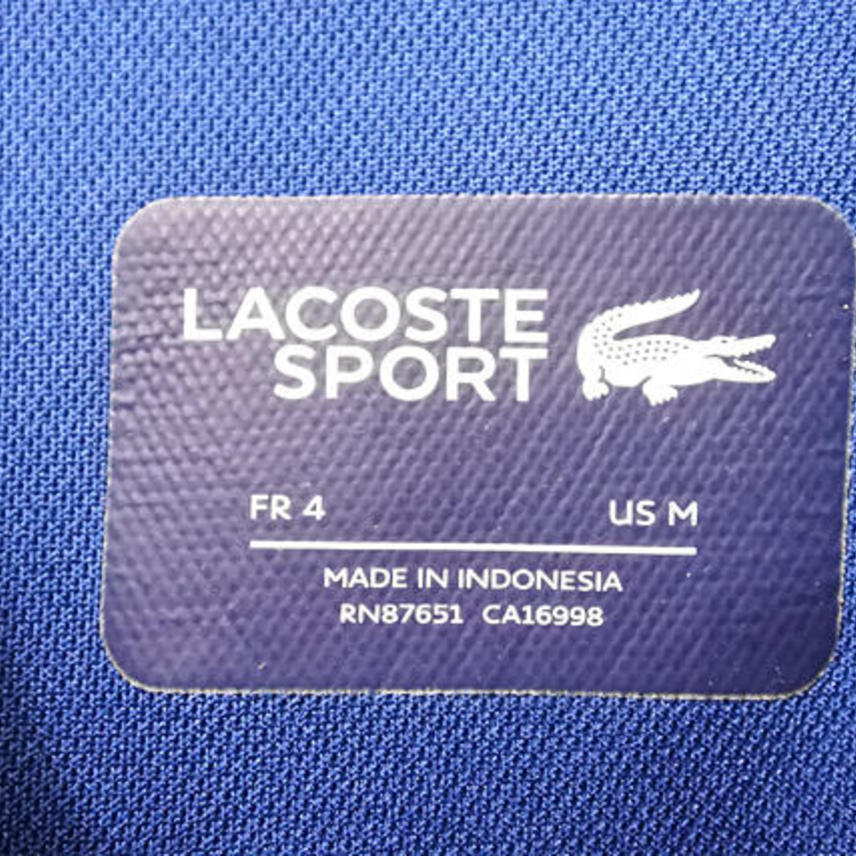 LACOSTE
SPORT
FR 4 US M
MADE IN INDONESIA
RN87651 CA16998